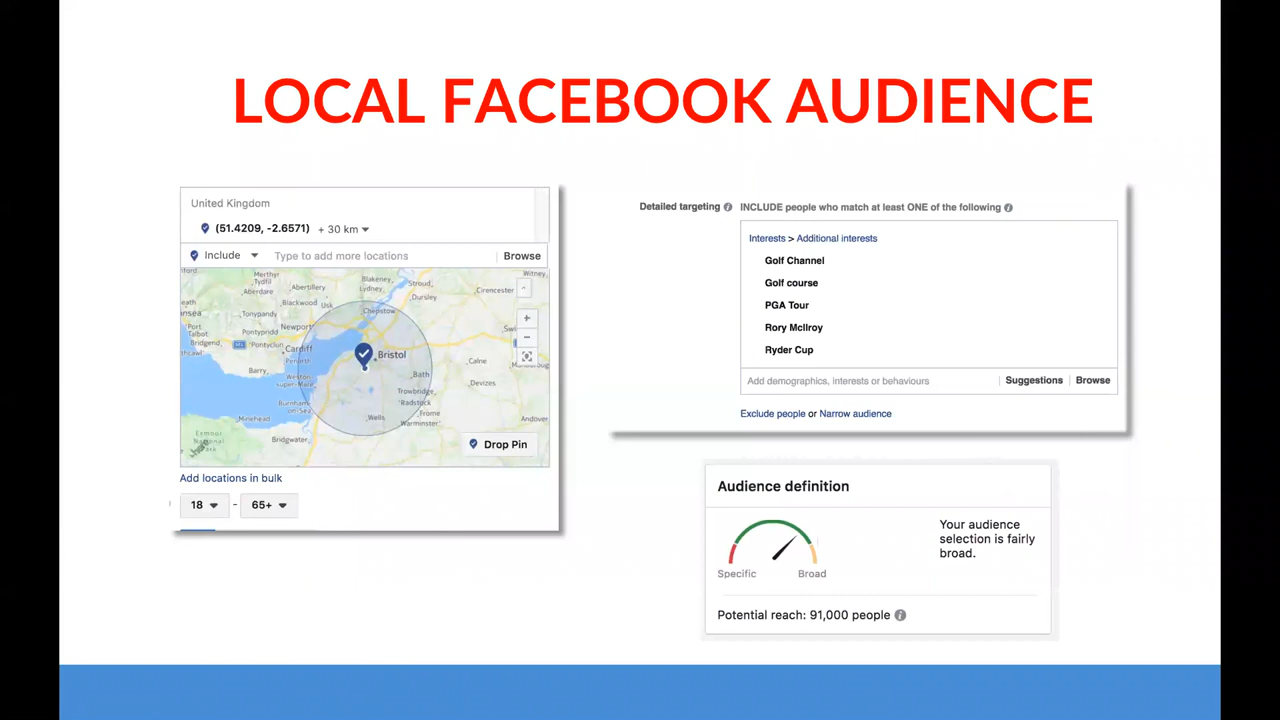 LOCAL FACEBOOK AUDIENCE
United Kingdom
(51.4209, -2.6571) + 30 km
Include Type to add more locations Browse
Merthyr
Tydfil
Abertillery
Aberdare
Blackwood
Usk
Tonypandy
Pontyclun
Newport
Port
Talbot
Bridgend
Cardiff
Penarth
Weston-
super-Mare
Burnham-
on-Sea
Minehead
Bridgwater
Blakeney
Lydney
Stroud
Dursley
Cirencester
Witney
Chepstow
Bristol
Bath
Calne
Devizes
Trowbridge
Radstock
Wells
Frome
Warminster
Andover
Drop Pin
Add locations in bulk
18 - 65+
Detailed targeting INCLUDE people who match at least ONE of the following
Interests > Additional interests
Golf Channel
Golf course
PGA Tour
Rory McIlroy
Ryder Cup
Add demographics, interests or behaviours Suggestions Browse
Exclude people or Narrow audience
Audience definition
Your audience
selection is fairly
broad.
Specific Broad
Potential reach: 91,000 people